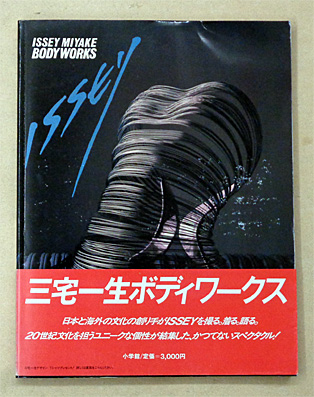 ISSEY MIYAKE
BODYWORKS
ISSEY
三宅一生ボディワークス
日本と海外の文化の創り手がISSEYを撮る。着る。語る。
20世紀文化を担うユニークな個性が結集した、かつてないスペクタクル！
小学館/定価=3,000円